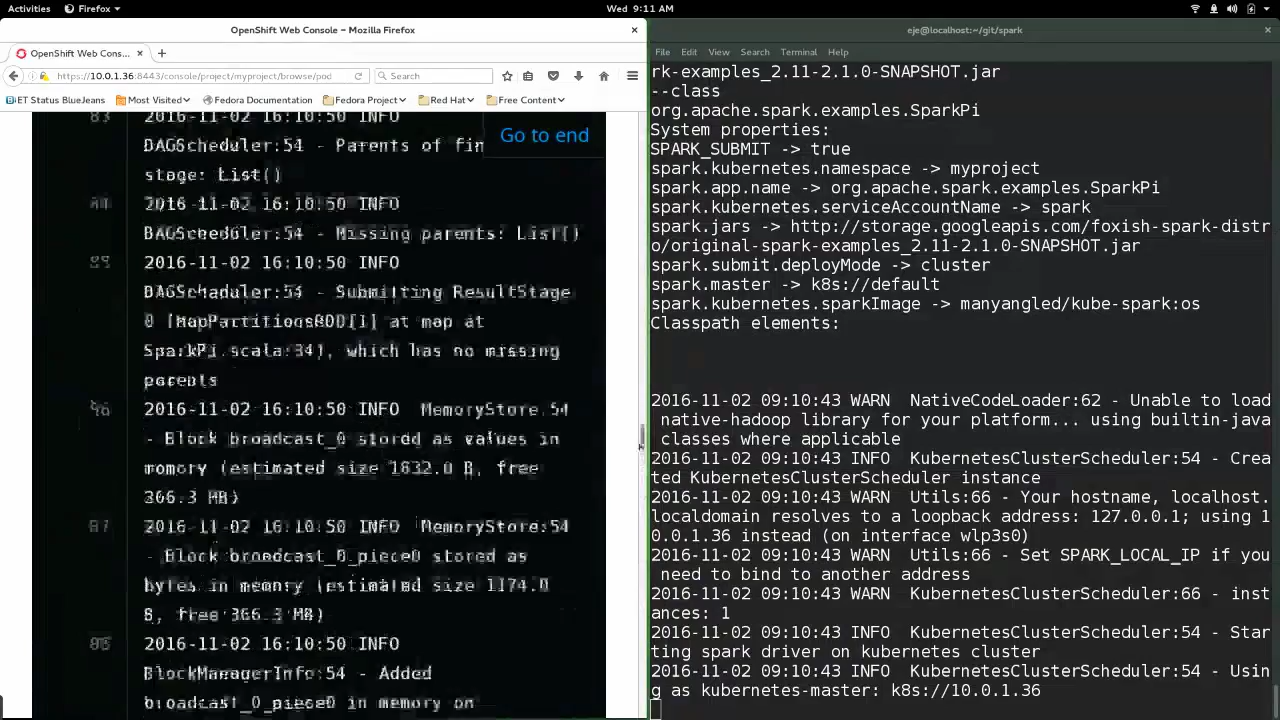 Activities
Firefox
Wed 9:11 AM
OpenShift Web Console – Mozilla Firefox
OpenShift Web Cons...
https://10.0.1.36:8443/console/project/myproject/browse/pod
Search
ET Status BlueJeans
Most Visited
Fedora Documentation
Fedora Project
Red Hat
Free Content
Go to end
2016-11-02 16:10:50 INFO
DAGScheduler:54 - Parents of fin
stage: List()
2016-11-02 16:10:50 INFO
DAGScheduler:54 - Missing parents: List()
2016-11-02 16:10:50 INFO
DAGScheduler:54 - Submitting ResultStage
0 (MapPartitionsRDD[1] at map at
SparkPi.scala:34), which has no missing
parents
2016-11-02 16:10:50 INFO MemoryStore:54
- Block broadcast_0 stored as values in
memory (estimated size 1832.0 B, free
366.3 MB)
2016-11-02 16:10:50 INFO MemoryStore:54
- Block broadcast_0_piece0 stored as
bytes in memory (estimated size 1174.0
B, free 366.3 MB)
2016-11-02 16:10:50 INFO
BlockManagerInfo:54 - Added
broadcast_0_piece0 in memory on
eje@localhost:~/git/spark
File Edit View Search Terminal Help
rk-examples_2.11-2.1.0-SNAPSHOT.jar
--class
org.apache.spark.examples.SparkPi
System properties:
SPARK_SUBMIT -> true
spark.kubernetes.namespace -> myproject
spark.app.name -> org.apache.spark.examples.SparkPi
spark.kubernetes.serviceAccountName -> spark
spark.jars -> http://storage.googleapis.com/foxish-spark-distr
o/original-spark-examples_2.11-2.1.0-SNAPSHOT.jar
spark.submit.deployMode -> cluster
spark.master -> k8s://default
spark.kubernetes.sparkImage -> manyangled/kube-spark:os
Classpath elements:
2016-11-02 09:10:43 WARN  NativeCodeLoader:62 - Unable to load
native-hadoop library for your platform... using builtin-java
classes where applicable
2016-11-02 09:10:43 INFO  KubernetesClusterScheduler:54 - Crea
ted KubernetesClusterScheduler instance
2016-11-02 09:10:43 WARN  Utils:66 - Your hostname, localhost.
localdomain resolves to a loopback address: 127.0.0.1; using 1
0.0.1.36 instead (on interface wlp3s0)
2016-11-02 09:10:43 WARN  Utils:66 - Set SPARK_LOCAL_IP if you
need to bind to another address
2016-11-02 09:10:43 WARN  KubernetesClusterScheduler:66 - inst
ances: 1
2016-11-02 09:10:43 INFO  KubernetesClusterScheduler:54 - Star
ting spark driver on kubernetes cluster
2016-11-02 09:10:43 INFO  KubernetesClusterScheduler:54 - Usin
g as kubernetes-master: k8s://10.0.1.36